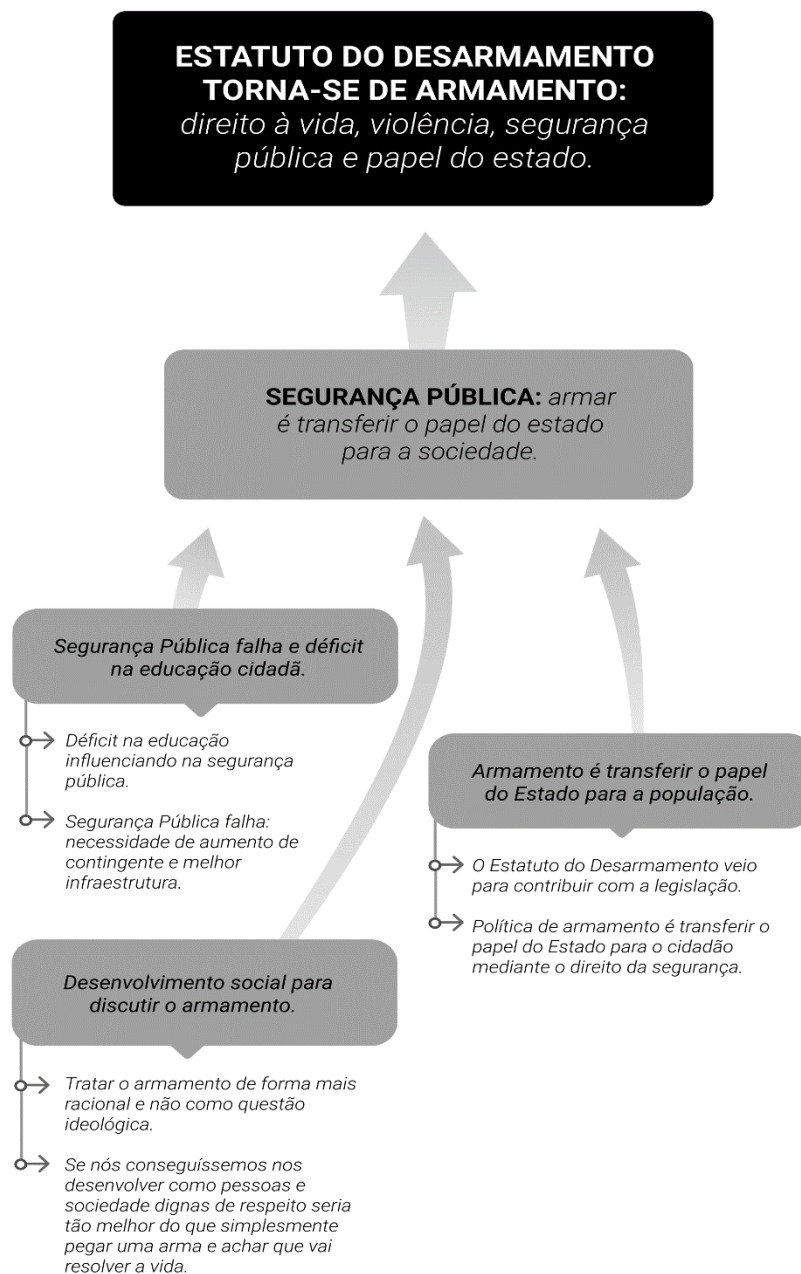 ESTATUTO DO DESARMAMENTO
TORNA-SE DE ARMAMENTO:
direito à vida, violência, segurança
pública e papel do estado.
SEGURANÇA PÚBLICA: armar
é transferir o papel do estado
para a sociedade.
Segurança Pública falha e déficit
na educação cidadã.
Déficit na educação
influenciando na segurança
pública.
Segurança Pública falha:
necessidade de aumento de
contingente e melhor
infraestrutura.
Armamento é transferir o papel
do Estado para a população.
O Estatuto do Desarmamento veio
para contribuir com a legislação.
Política de armamento é transferir o
papel do Estado para o cidadão
mediante o direito da segurança.
Desenvolvimento social para
discutir o armamento.
Tratar o armamento de forma mais
racional e não como questão
ideológica.
Se nós conseguíssemos nos
desenvolver como pessoas e
sociedade dignas de respeito seria
tão melhor do que simplesmente
pegar uma arma e achar que vai
resolver a vida.